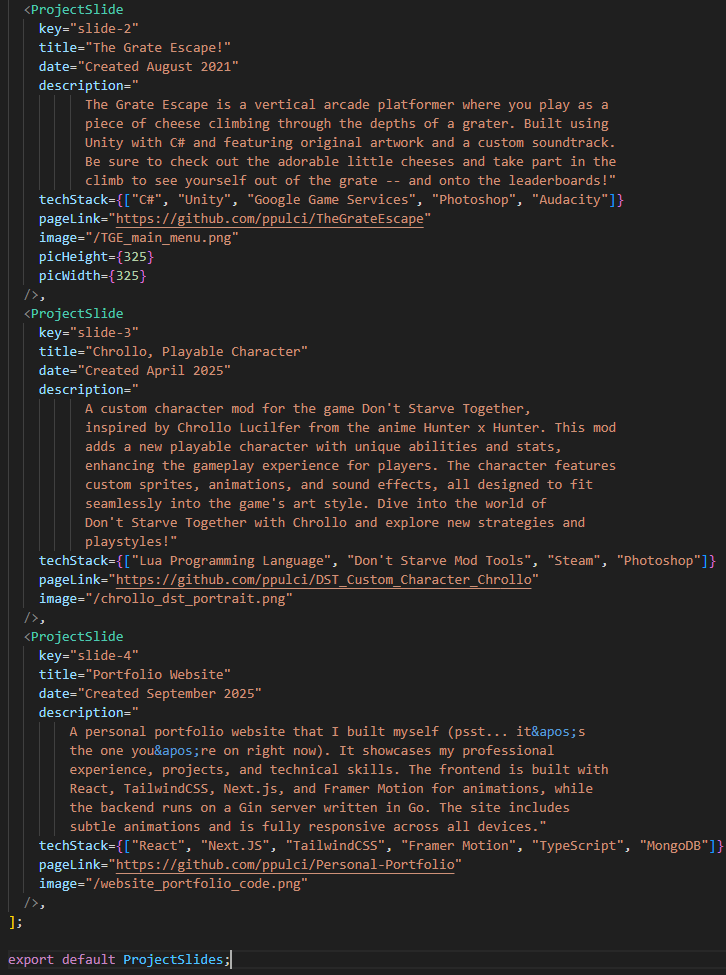 <ProjectSlide
key="slide-2"
title="The Grate Escape!"
date="Created August 2021"
description="
The Grate Escape is a vertical arcade platformer where you play as a
piece of cheese climbing through the depths of a grater. Built using
Unity with C# and featuring original artwork and a custom soundtrack.
Be sure to check out the adorable little cheeses and take part in the
climb to see yourself out of the grate -- and onto the leaderboards!"
techStack={["C#", "Unity", "Google Game Services", "Photoshop", "Audacity"]}
pageLink="https://github.com/ppulci/TheGrateEscape"
image="/TGE_main_menu.png"
picHeight={325}
picWidth={325}
/>,
<ProjectSlide
key="slide-3"
title="Chrollo, Playable Character"
date="Created April 2025"
description="
A custom character mod for the game Don't Starve Together,
inspired by Chrollo Lucilfer from the anime Hunter x Hunter. This mod
adds a new playable character with unique abilities and stats,
enhancing the gameplay experience for players. The character features
custom sprites, animations, and sound effects, all designed to fit
seamlessly into the game's art style. Dive into the world of
Don't Starve Together with Chrollo and explore new strategies and
playstyles!"
techStack={["Lua Programming Language", "Don't Starve Mod Tools", "Steam", "Photoshop"]}
pageLink="https://github.com/ppulci/DST_Custom_Character_Chrollo"
image="/chrollo_dst_portrait.png"
/>,
<ProjectSlide
key="slide-4"
title="Portfolio Website"
date="Created September 2025"
description="
A personal portfolio website that I built myself (psst... it&apos;s
the one you&apos;re on right now). It showcases my professional
experience, projects, and technical skills. The frontend is built with
React, TailwindCSS, Next.js, and Framer Motion for animations, while
the backend runs on a Gin server written in Go. The site includes
subtle animations and is fully responsive across all devices."
techStack={["React", "Next.JS", "TailwindCSS", "Framer Motion", "TypeScript", "MongoDB"]}
pageLink="https://github.com/ppulci/Personal-Portfolio"
image="/website_portfolio_code.png"
/>,
];
export default ProjectSlides;